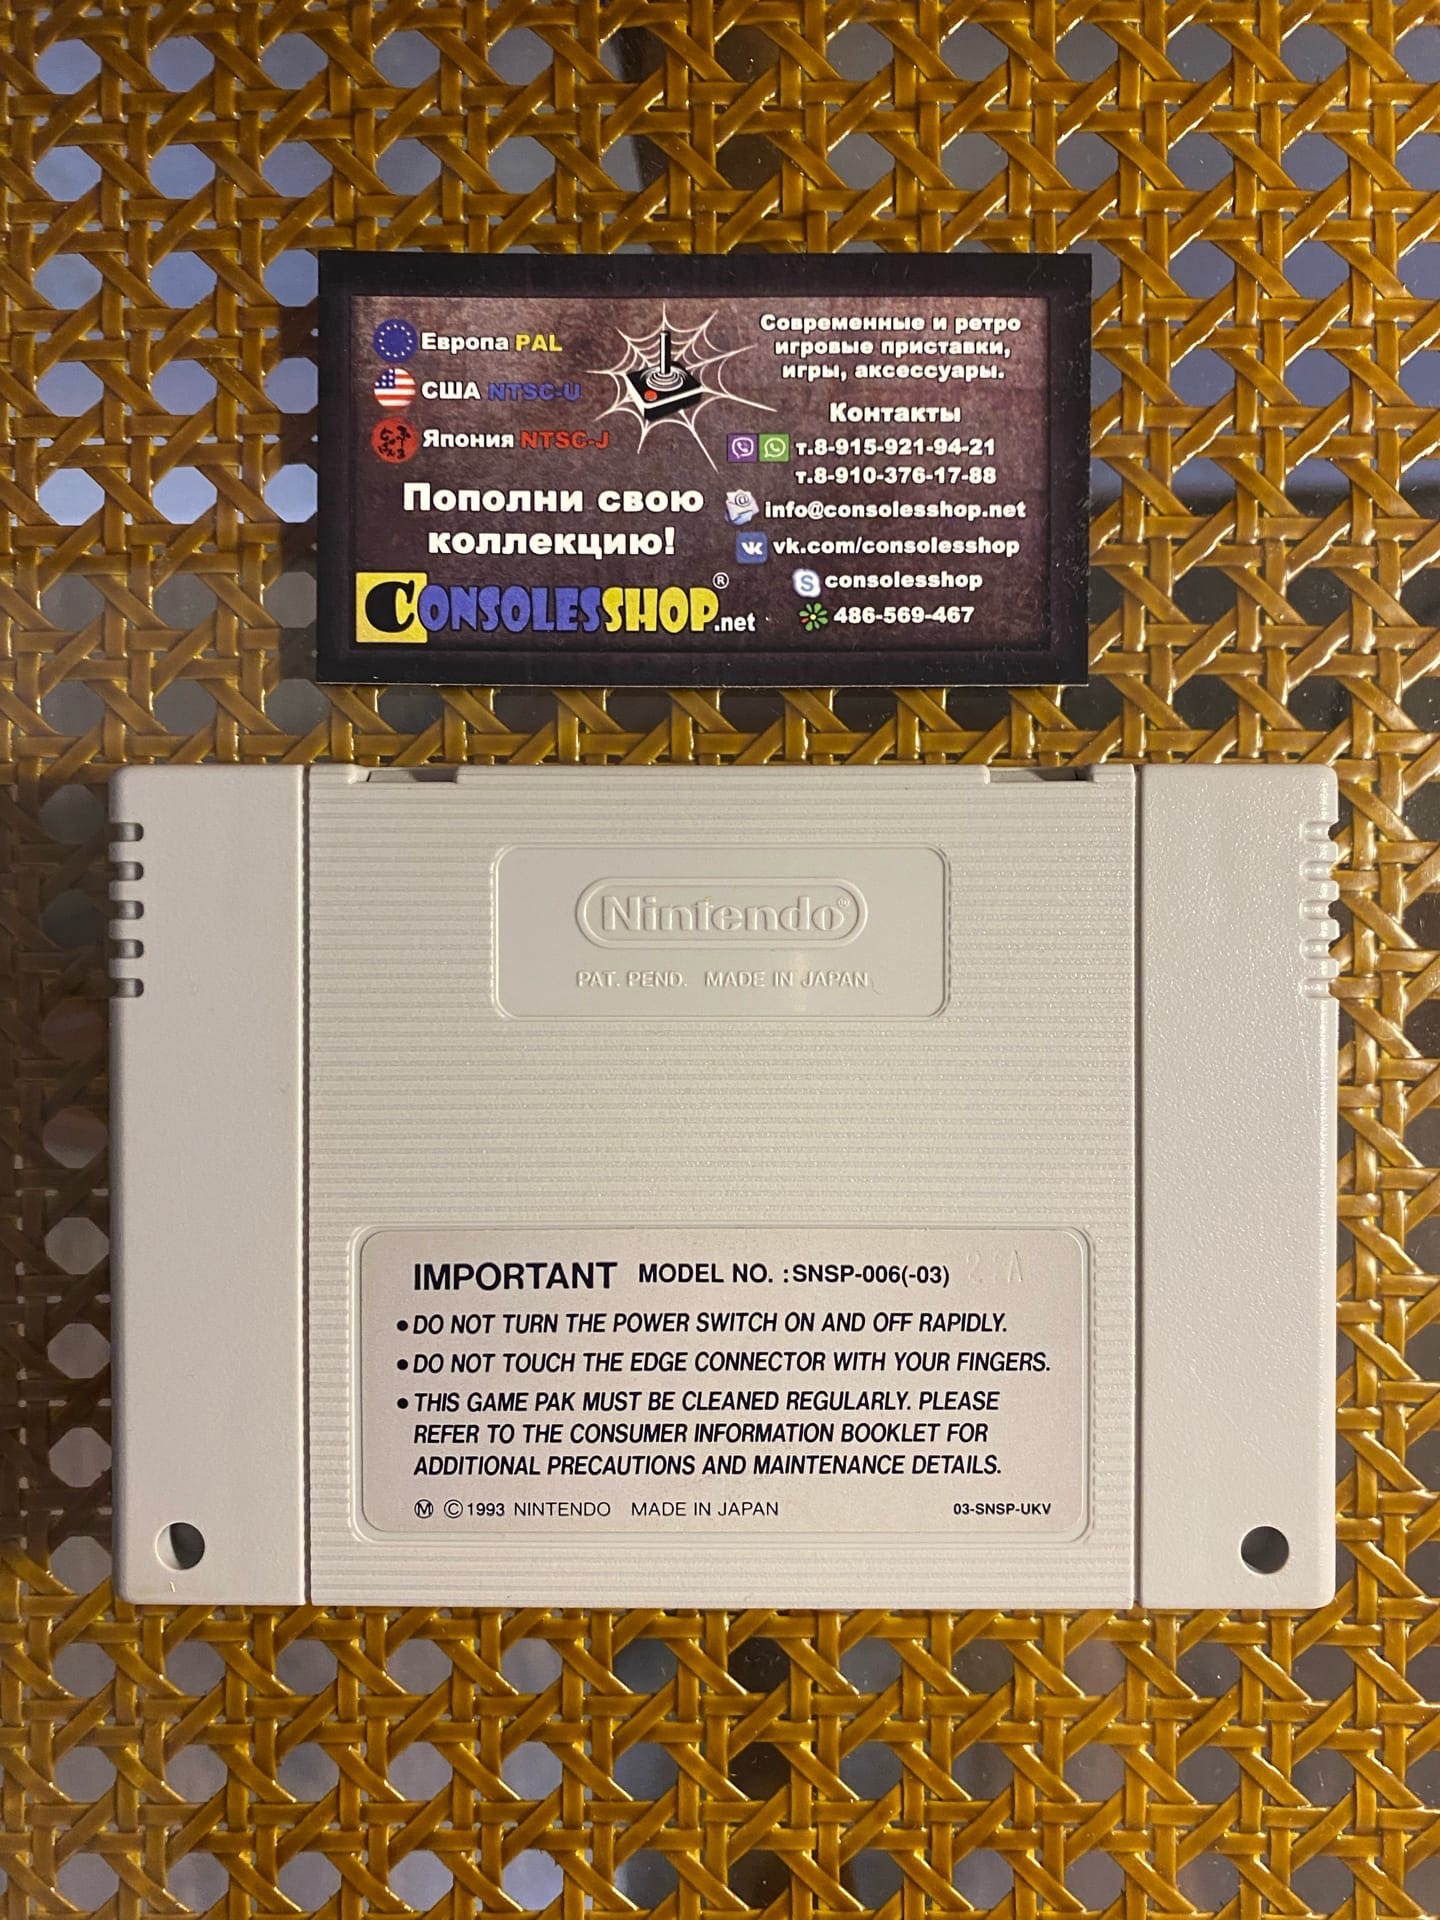 Европа PAL
США NTSC-U
Япония NTSC-J
Пополни свою
коллекцию!
CONSOLESSHOP®.net
Современные и ретро
игровые приставки,
игры, аксессуары.
Контакты
т.8-915-921-94-21
т.8-910-376-17-88
info@consolesshop.net
vk.com/consolesshop
consolesshop
486-569-467
Nintendo®
PAT. PEND. MADE IN JAPAN
IMPORTANT MODEL NO. :SNSP-006(-03)
•DO NOT TURN THE POWER SWITCH ON AND OFF RAPIDLY.
•DO NOT TOUCH THE EDGE CONNECTOR WITH YOUR FINGERS.
•THIS GAME PAK MUST BE CLEANED REGULARLY. PLEASE
REFER TO THE CONSUMER INFORMATION BOOKLET FOR
ADDITIONAL PRECAUTIONS AND MAINTENANCE DETAILS.
Ⓜ ©1993 NINTENDO MADE IN JAPAN 03-SNSP-UKV